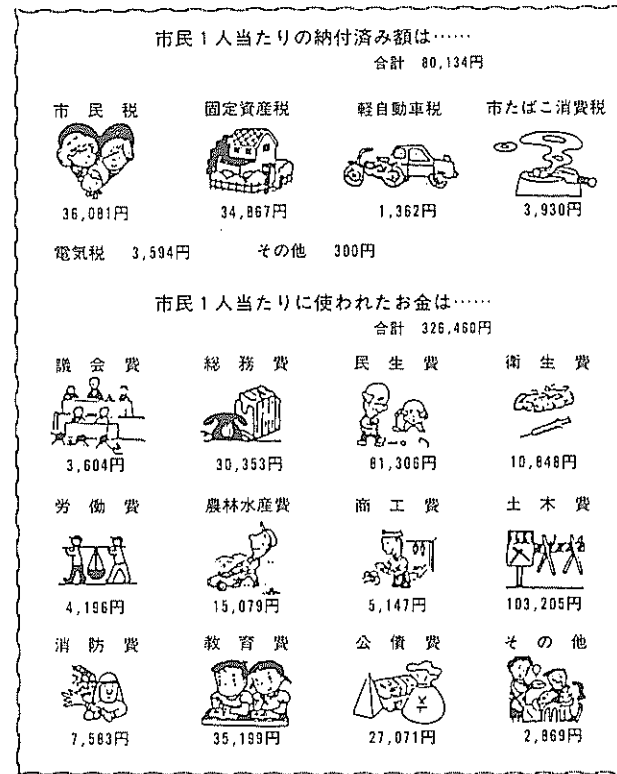 市民1人当たりの納付済み額は……
合計 80,134円
市民税 固定資産税 軽自動車税 市たばこ消費税
36,081円 34,867円 1,362円 3,930円
電気税 3,594円 その他 300円
市民1人当たりに使われたお金は……
合計 326,460円
議会費 総務費 民生費 衛生費
3,604円 30,353円 81,306円 10,848円
労働費 農林水産費 商工費 土木費
4,196円 15,079円 5,147円 103,205円
消防費 教育費 公債費 その他
7,583円 35,199円 27,071円 2,869円